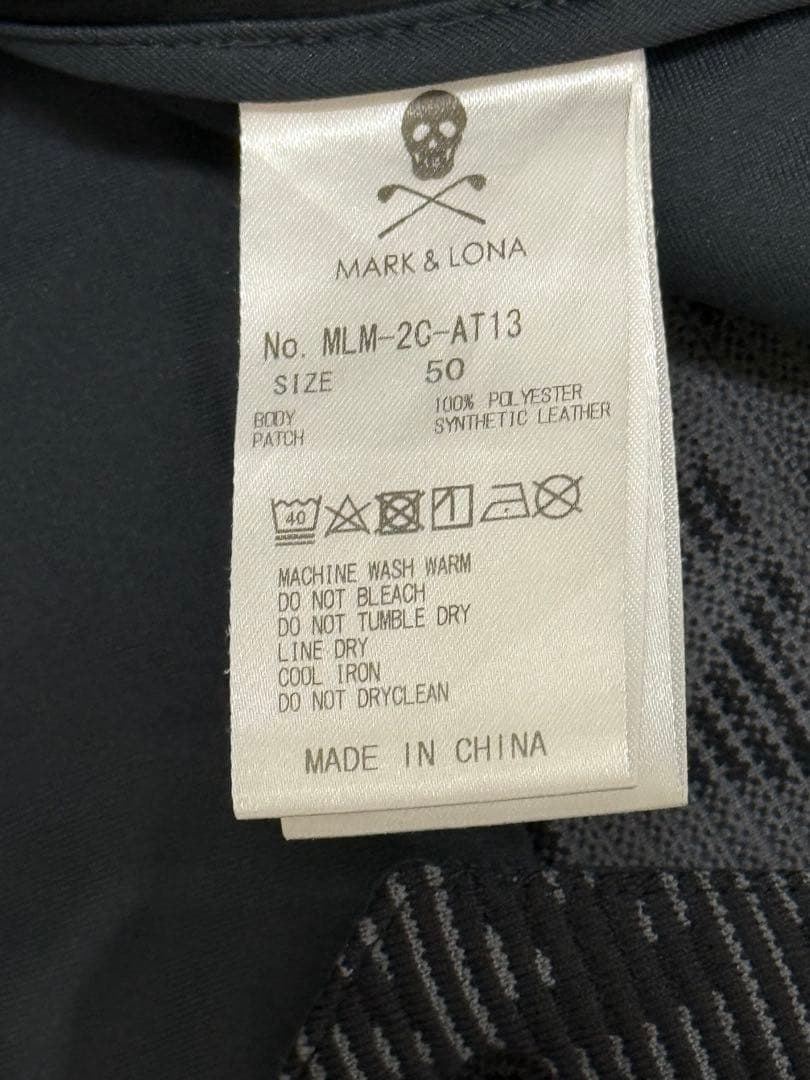 MARK & LONA
No. MLM-2C-AT13
SIZE 50
BODY 100% POLYESTER
PATCH SYNTHETIC LEATHER
40
MACHINE WASH WARM
DO NOT BLEACH
DO NOT TUMBLE DRY
LINE DRY
COOL IRON
DO NOT DRYCLEAN
MADE IN CHINA